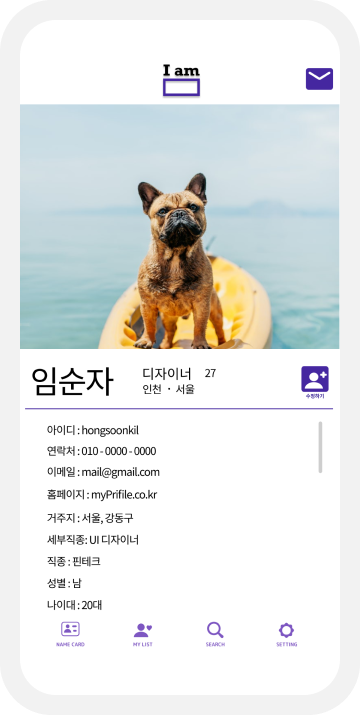 I am
임순자
디자이너 27
인천 · 서울
수정하기
아이디 : hongsoonkil
연락처 : 010 - 0000 - 0000
이메일 : mail@gmail.com
홈페이지 : myPrifile.co.kr
거주지 : 서울, 강동구
세부직종: UI 디자이너
직종 : 핀테크
성별 : 남
나이대 : 20대
NAME CARD
MY LIST
SEARCH
SETTING